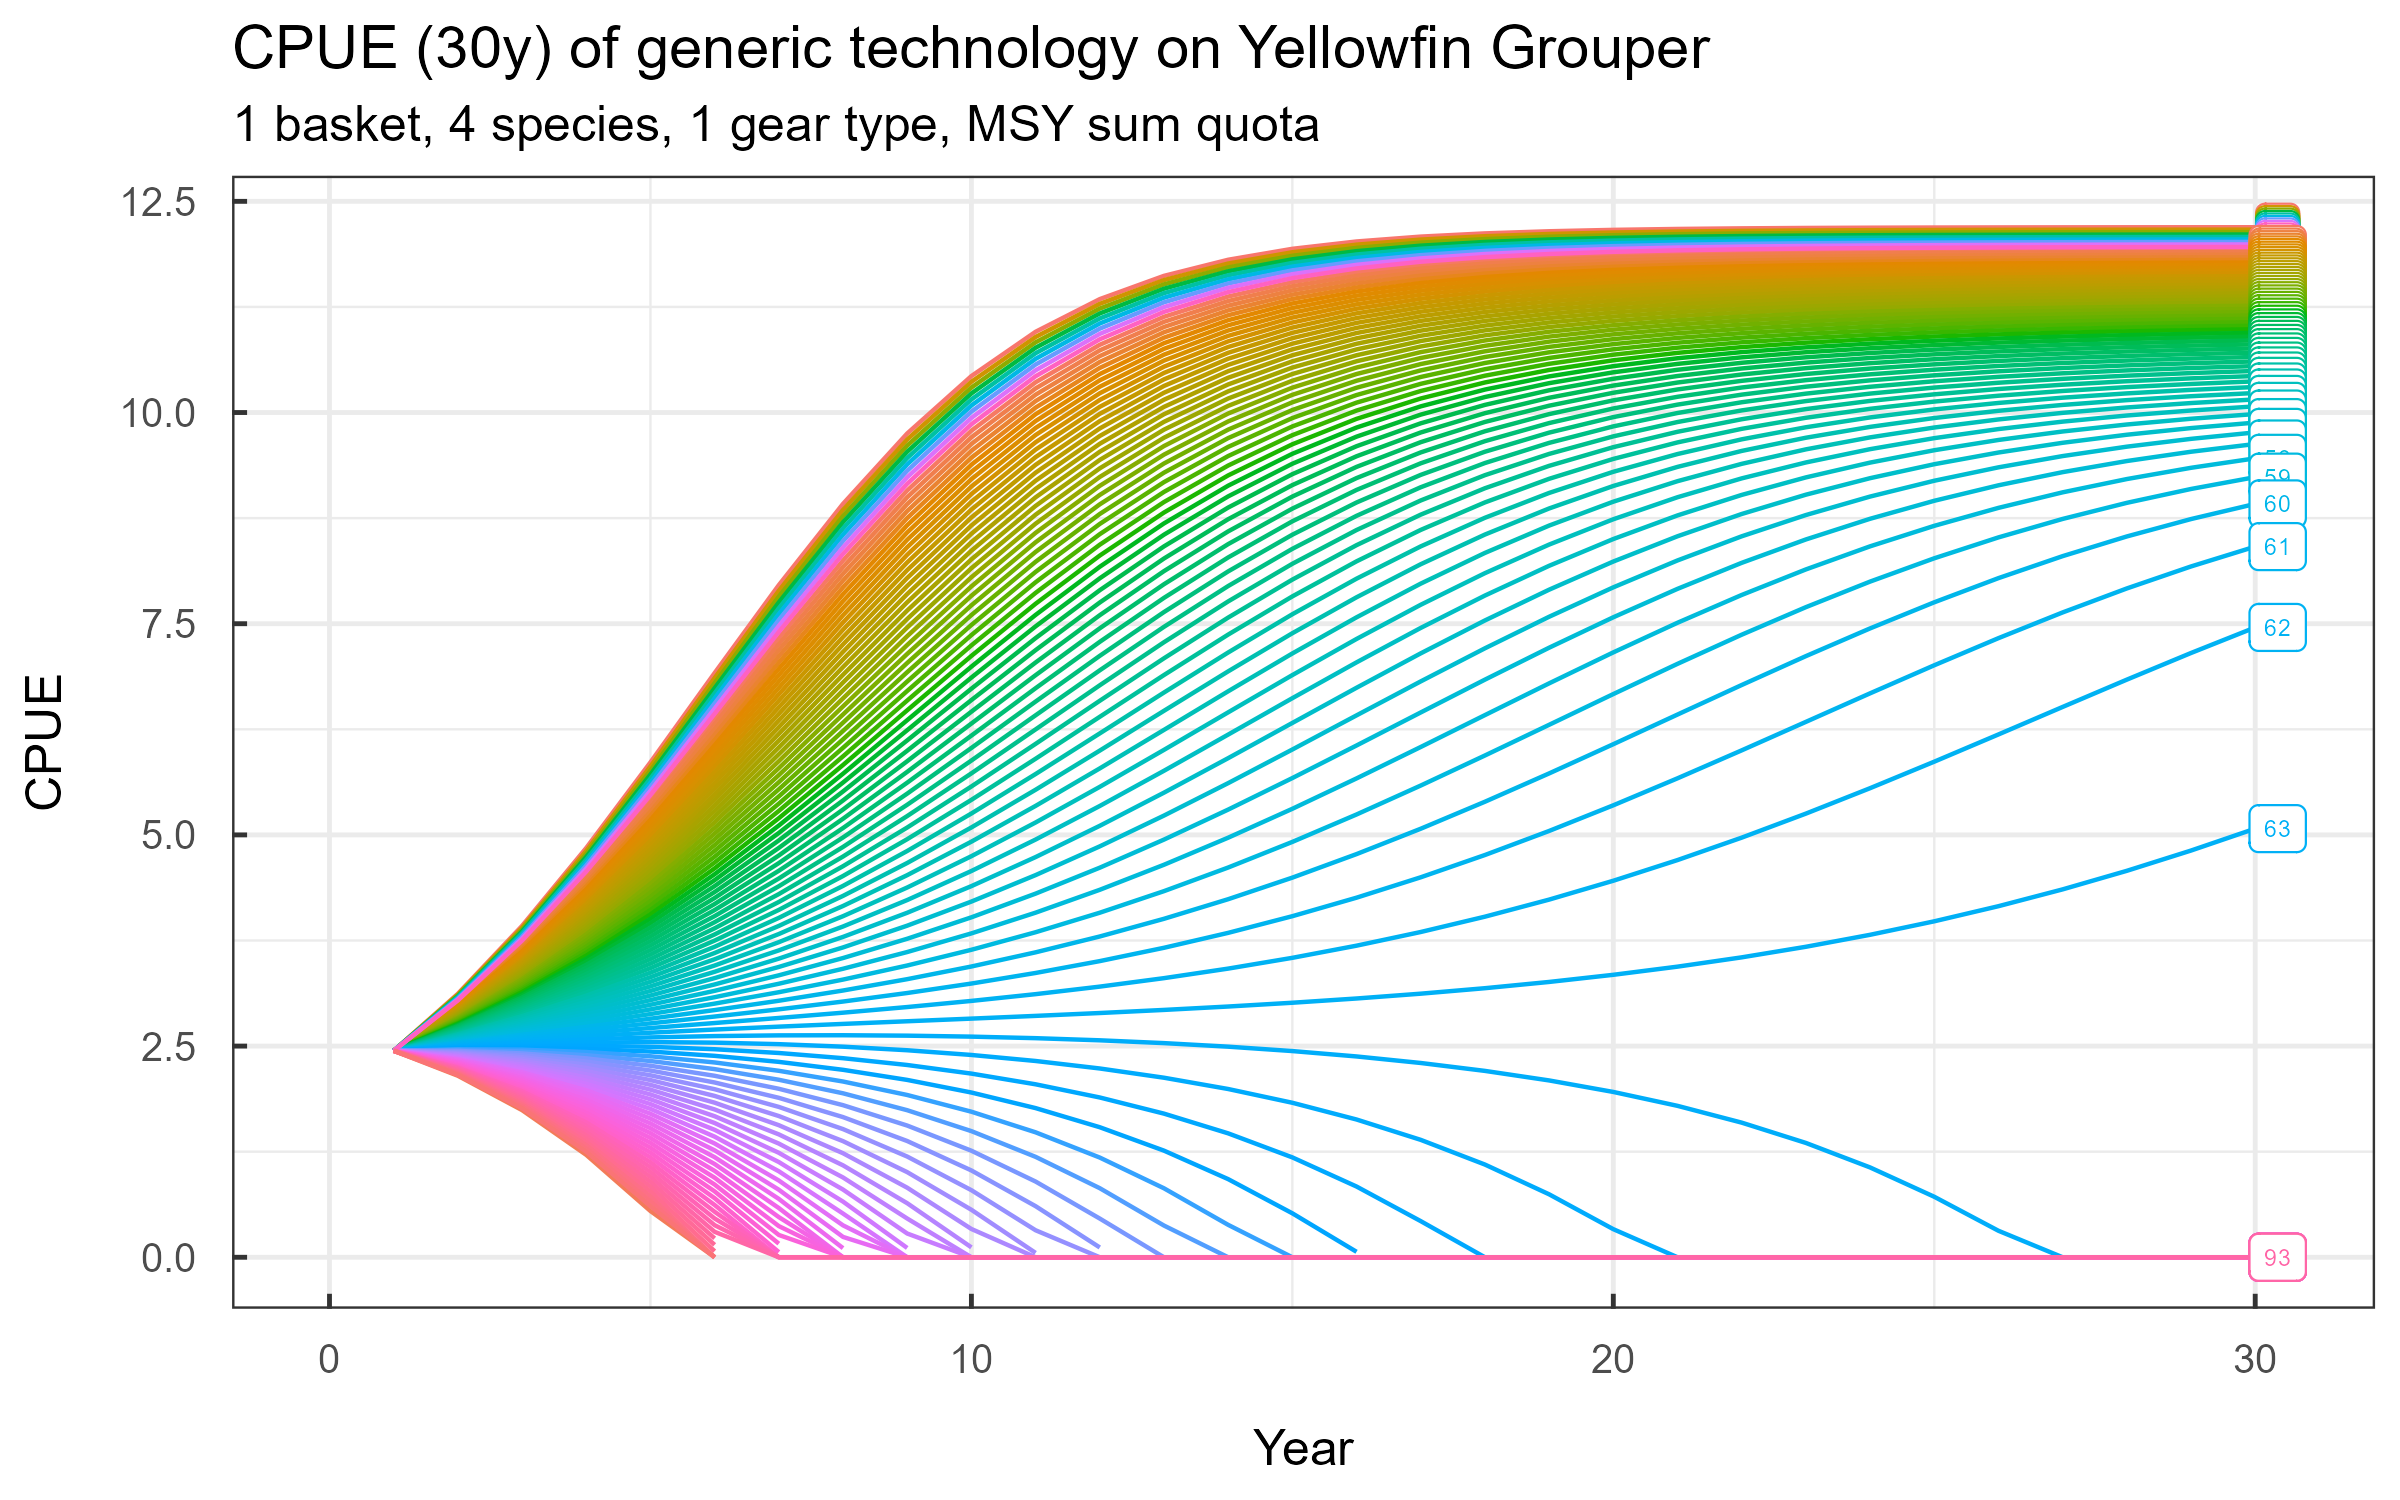 CPUE (30y) of generic technology on Yellowfin Grouper
1 basket, 4 species, 1 gear type, MSY sum quota
12.5
10.0
7.5
5.0
2.5
0.0
CPUE
59
60
61
62
63
93
0 10 20 30
Year